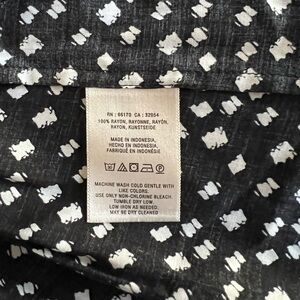 RN : 66170 CA : 32054
100% RAYON, RAYONNE, RAYÓN,
RAYON, KUNSTSEIDE
MADE IN INDONESIA
HECHO EN INDONESIA
FABRIQUÉ EN INDONÉSIE
MACHINE WASH COLD GENTLE WITH
LIKE COLORS.
USE ONLY NON-CHLORINE BLEACH.
TUMBLE DRY LOW.
LOW IRON AS NEEDED.
MAY BE DRY CLEANED